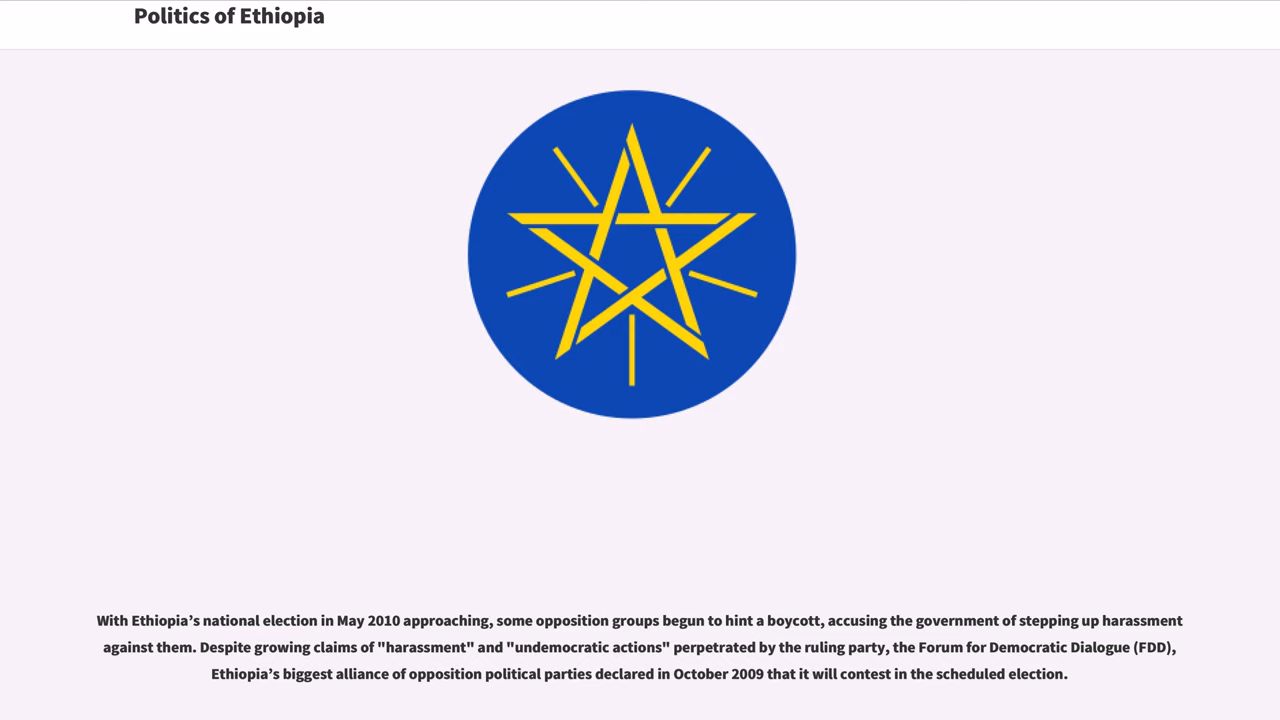 Politics of Ethiopia
With Ethiopia’s national election in May 2010 approaching, some opposition groups begun to hint a boycott, accusing the government of stepping up harassment
against them. Despite growing claims of "harassment" and "undemocratic actions" perpetrated by the ruling party, the Forum for Democratic Dialogue (FDD),
Ethiopia’s biggest alliance of opposition political parties declared in October 2009 that it will contest in the scheduled election.